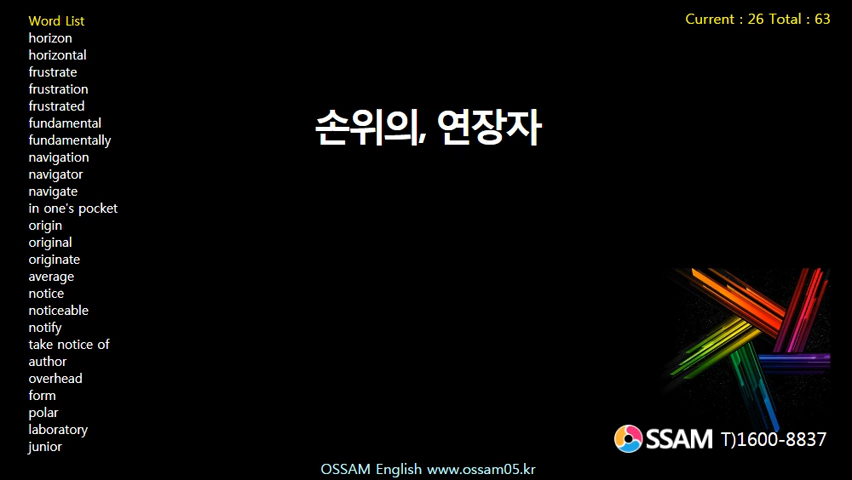 Word List
horizon
horizontal
frustrate
frustration
frustrated
fundamental
fundamentally
navigation
navigator
navigate
in one's pocket
origin
original
originate
average
notice
noticeable
notify
take notice of
author
overhead
form
polar
laboratory
junior
Current : 26 Total : 63
손위의, 연장자
OSSAM T)1600-8837
OSSAM English www.ossam05.kr